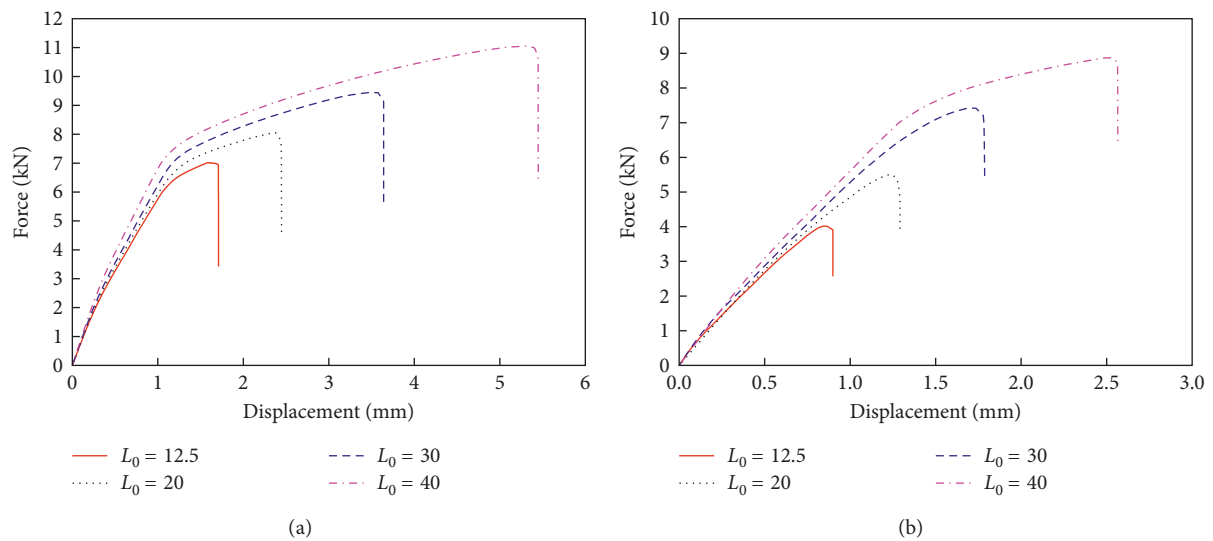 12
11
10
9
8
7
6
5
4
3
2
1
0
Force (kN)
0 1 2 3 4 5 6
Displacement (mm)
L0 = 12.5
L0 = 20
L0 = 30
L0 = 40
(a)
10
9
8
7
6
5
4
3
2
1
0
Force (kN)
0.0 0.5 1.0 1.5 2.0 2.5 3.0
Displacement (mm)
L0 = 12.5
L0 = 20
L0 = 30
L0 = 40
(b)